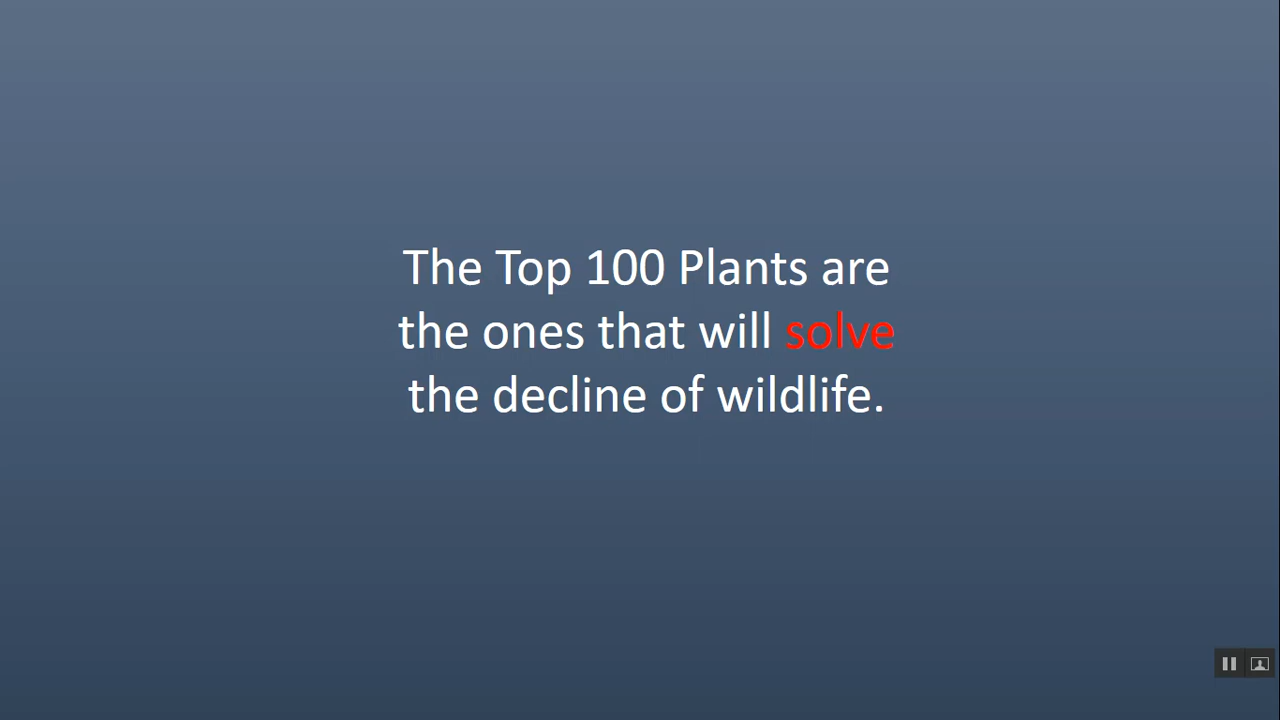 The Top 100 Plants are
the ones that will solve
the decline of wildlife.